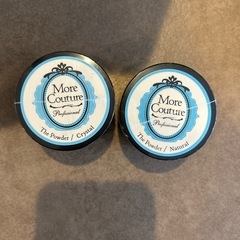 More
Couture
Professional
The Powder / Crystal
More
Couture
Professional
The Powder / Natural